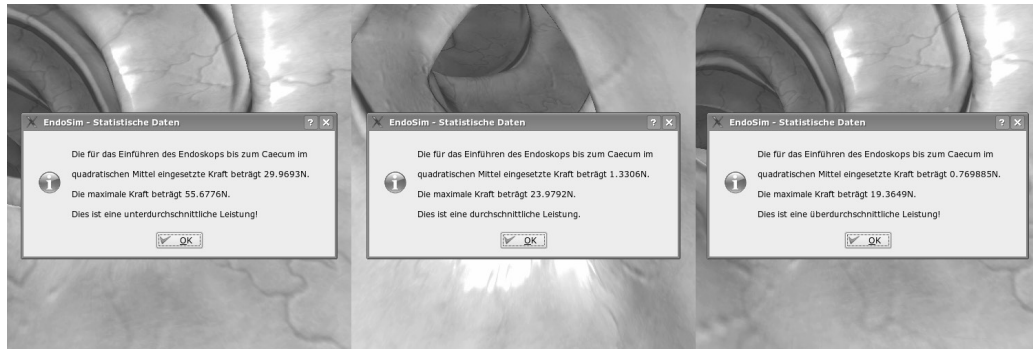 EndoSim - Statistische Daten
Die für das Einführen des Endoskops bis zum Caecum im
quadratischen Mittel eingesetzte Kraft beträgt 29.9693N.
Die maximale Kraft beträgt 55.6776N.
Dies ist eine unterdurchschnittliche Leistung!
OK
EndoSim - Statistische Daten
Die für das Einführen des Endoskops bis zum Caecum im
quadratischen Mittel eingesetzte Kraft beträgt 1.3306N.
Die maximale Kraft beträgt 23.9792N.
Dies ist eine durchschnittliche Leistung.
OK
EndoSim - Statistische Daten
Die für das Einführen des Endoskops bis zum Caecum im
quadratischen Mittel eingesetzte Kraft beträgt 0.769885N.
Die maximale Kraft beträgt 19.3649N.
Dies ist eine überdurchschnittliche Leistung!
OK